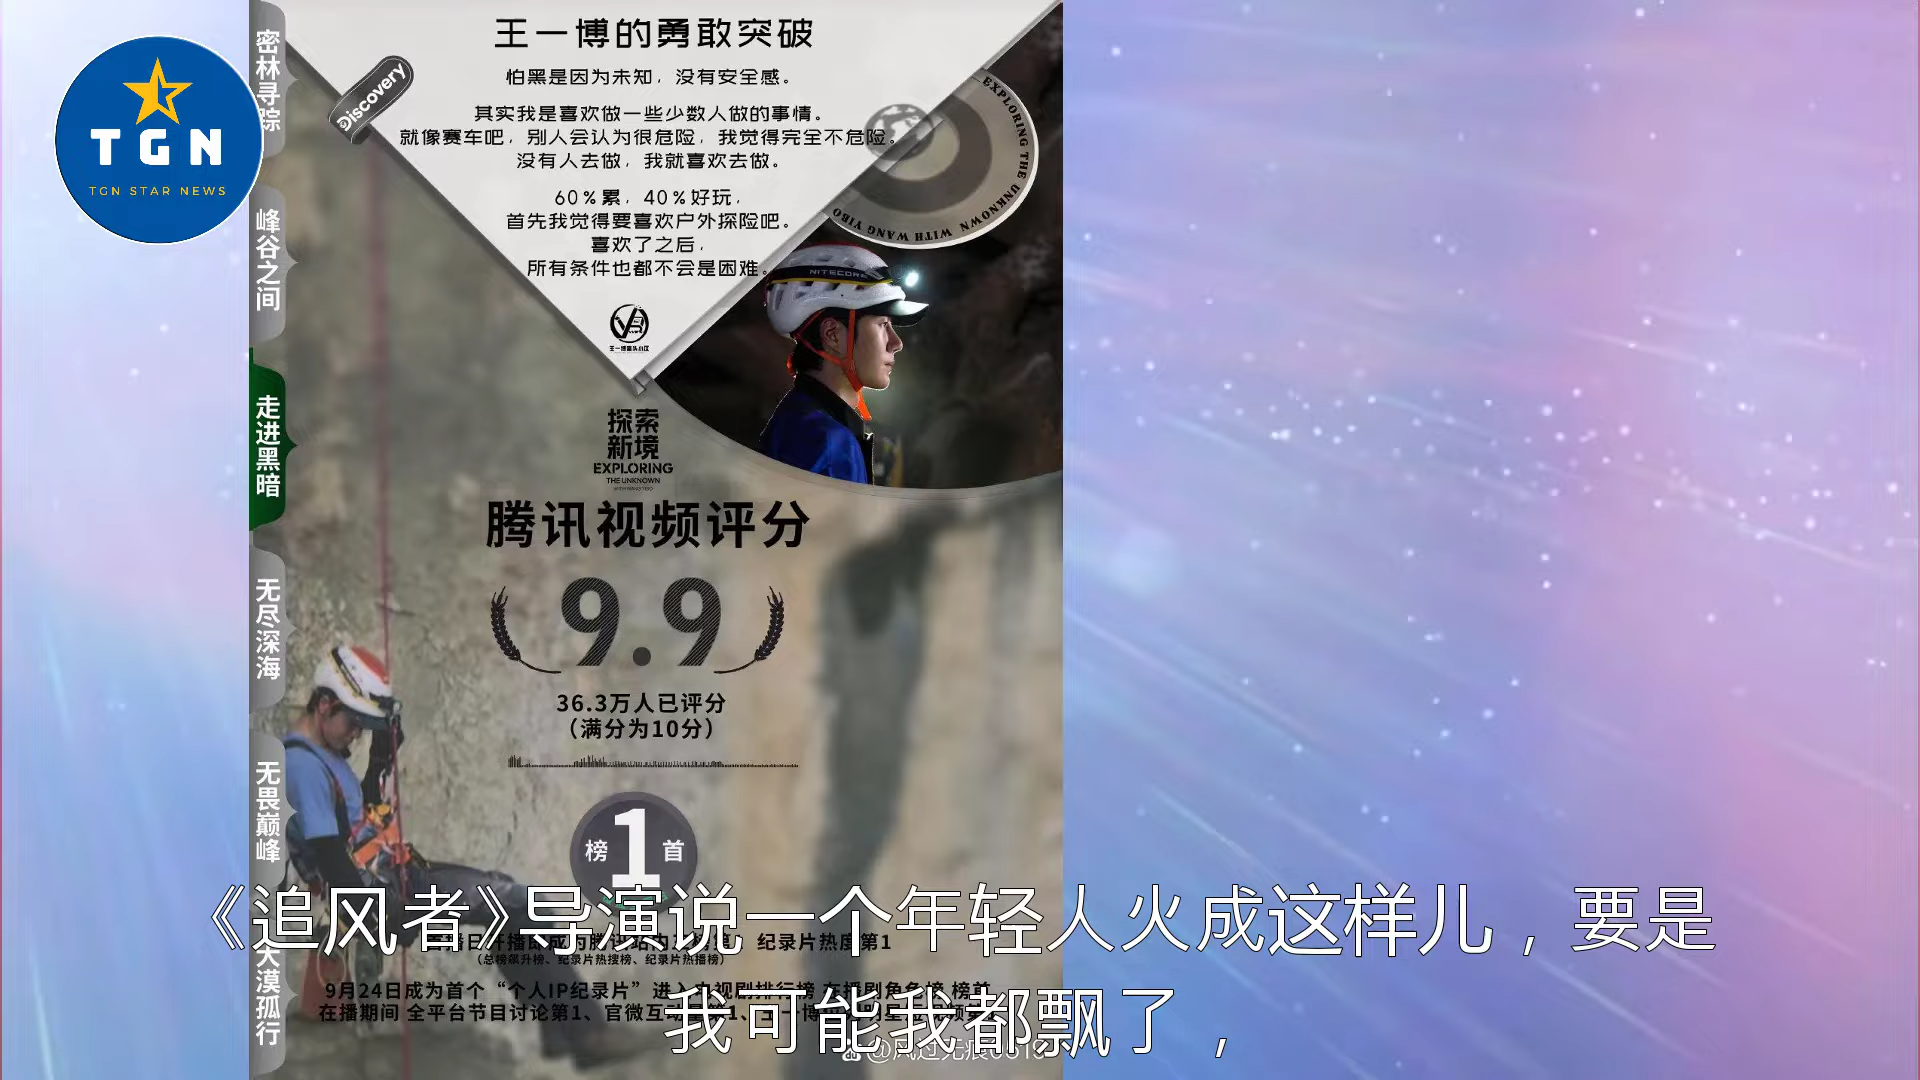 TGN
TGN STAR NEWS
密林寻踪
峰谷之间
走进黑暗
无尽深海
无畏巅峰
大漠孤行
Discovery
王一博的勇敢突破
怕黑是因为未知，没有安全感。
其实我是喜欢做一些少数人做的事情。
就像赛车吧，别人会认为很危险，我觉得完全不危险。
没有人去做，我就喜欢去做。
60%累，40%好玩，
首先我觉得要喜欢户外探险吧。
喜欢了之后，
所有条件也都不会是困难。
EXPLORING THE UNKNOWN WITH WANG YIBO
NITECORE
探索
新境
EXPLORING
THE UNKNOWN
腾讯视频评分
9.9
36.3万人已评分
（满分为10分）
榜1首
纪录片热度第1
（总榜飙升榜、纪录片热搜榜、纪录片热播榜）
9月24日成为首个“个人IP纪录片”进入
在播期间 全平台节目讨论第1、官微互动
《追风者》导演说一个年轻人火成这样儿，要是
我可能我都飘了，